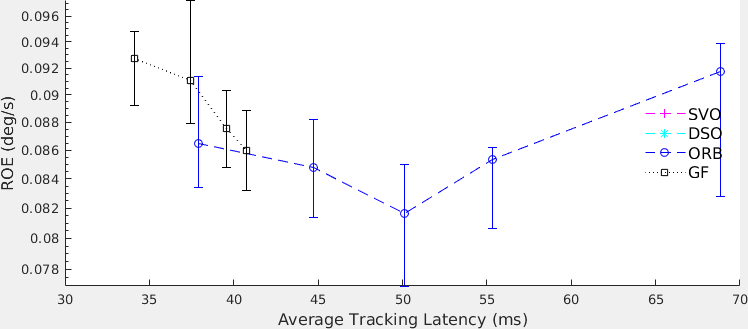 0.096
0.094
0.092
0.09
0.088
0.086
0.084
0.082
0.08
0.078
ROE (deg/s)
30 35 40 45 50 55 60 65 70
Average Tracking Latency (ms)
SVO
DSO
ORB
GF